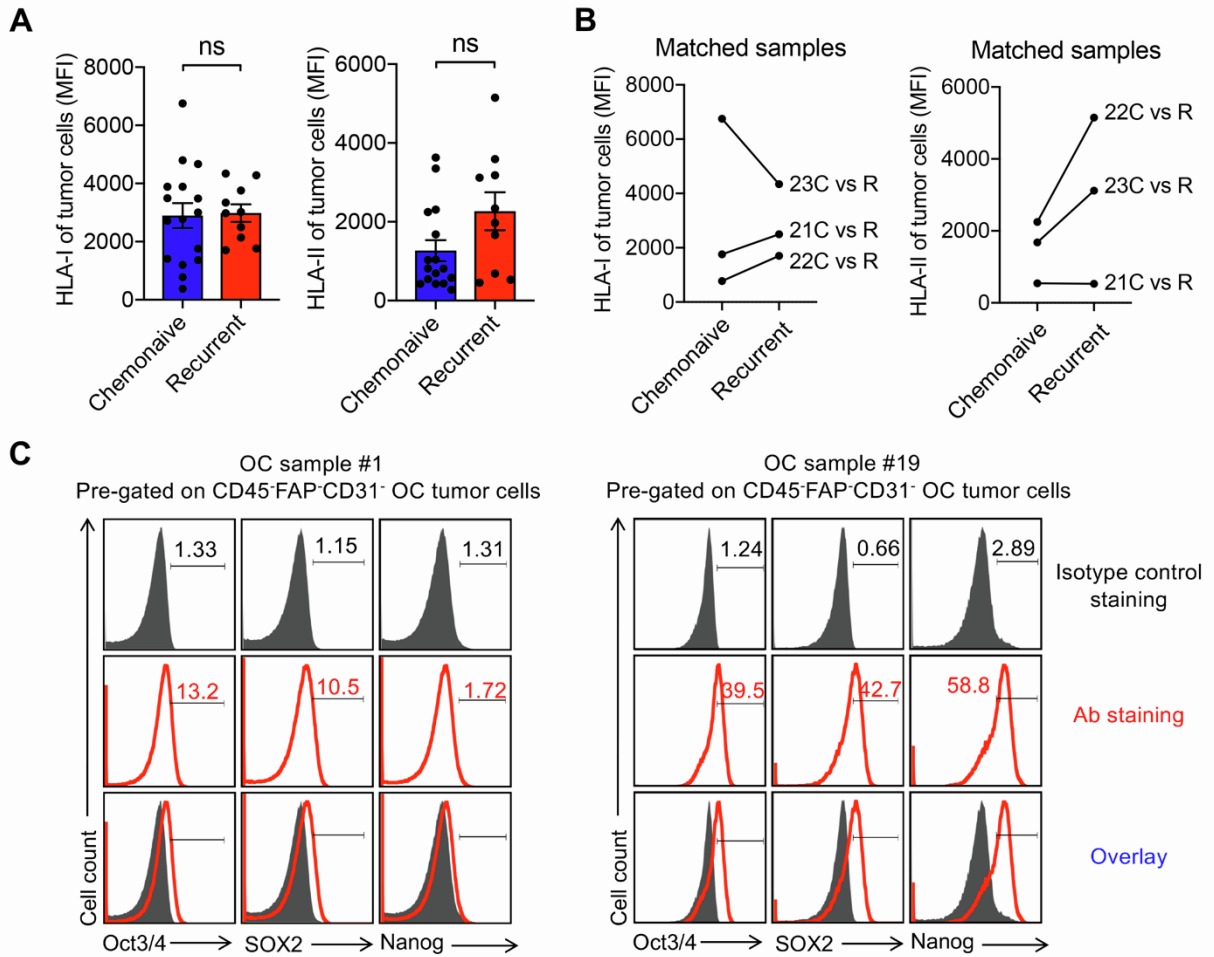 A
ns
ns
HLA-I of tumor cells (MFI)
8000
6000
4000
2000
0
Chemonaive
Recurrent
HLA-II of tumor cells (MFI)
6000
4000
2000
0
Chemonaive
Recurrent
B
Matched samples
HLA-I of tumor cells (MFI)
8000
6000
4000
2000
0
23C vs R
21C vs R
22C vs R
Chemonaive
Recurrent
Matched samples
HLA-II of tumor cells (MFI)
6000
4000
2000
0
22C vs R
23C vs R
21C vs R
Chemonaive
Recurrent
C
OC sample #1
Pre-gated on CD45-FAP-CD31- OC tumor cells
1.33 1.15 1.31
13.2 10.5 1.72
Cell count
Oct3/4 SOX2 Nanog
OC sample #19
Pre-gated on CD45-FAP-CD31- OC tumor cells
1.24 0.66 2.89
39.5 42.7 58.8
Cell count
Oct3/4 SOX2 Nanog
Isotype control
staining
Ab staining
Overlay